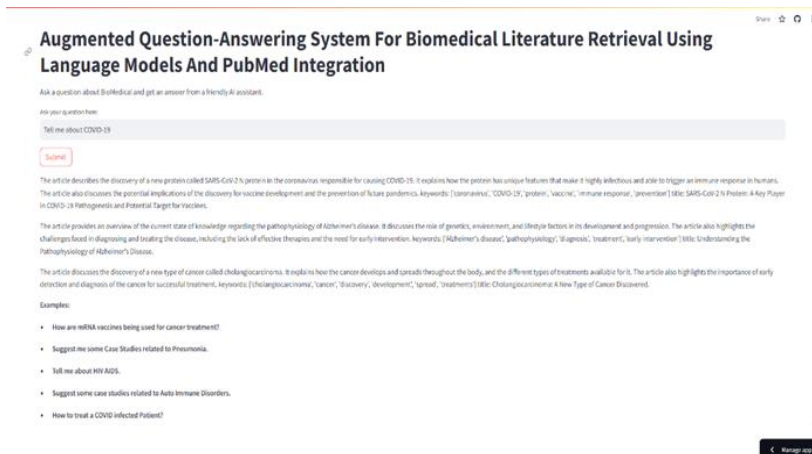 Share
Augmented Question-Answering System For Biomedical Literature Retrieval Using
Language Models And PubMed Integration
Ask a question about BioMedical and get an answer from a friendly AI assistant.
Ask your question here:
Tell me about COVID-19
Submit
The article describes the discovery of a new protein called SARS-CoV-2 N protein in the coronavirus responsible for causing COVID-19. It explains how the protein has unique features that make it highly infectious and able to trigger an immune response in humans.
The article also discusses the potential implications of the discovery for vaccine development and the prevention of future pandemics. keywords: ['coronavirus', 'COVID-19', 'protein', 'vaccine', 'immune response', 'prevention'] title: SARS-CoV-2 N Protein: A Key Player
in COVID-19 Pathogenesis and Potential Target for Vaccines.
The article provides an overview of the current state of knowledge regarding the pathophysiology of Alzheimer's disease. It discusses the role of genetics, environment, and lifestyle factors in its development and progression. The article also highlights the
challenges faced in diagnosing and treating the disease, including the lack of effective therapies and the need for early intervention. keywords: ['Alzheimer's disease', 'pathophysiology', 'diagnosis', 'treatment', 'early intervention'] title: Understanding the
Pathophysiology of Alzheimer's Disease.
The article discusses the discovery of a new type of cancer called cholangiocarcinoma. It explains how the cancer develops and spreads throughout the body, and the different types of treatments available for it. The article also highlights the importance of early
detection and diagnosis of the cancer for successful treatment. keywords: ['cholangiocarcinoma', 'cancer', 'discovery', 'development', 'spread', 'treatments'] title: Cholangiocarcinoma: A New Type of Cancer Discovered.
Examples:
• How are mRNA vaccines being used for cancer treatment?
• Suggest me some Case Studies related to Pneumonia.
• Tell me about HIV AIDS.
• Suggest some case studies related to Auto Immune Disorders.
• How to treat a COVID infected Patient?
< Manage app